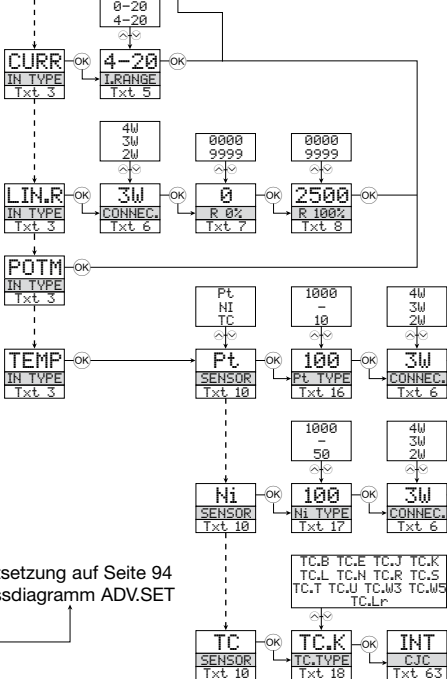 0-20
4-20
CURR OK 4-20 OK
IN TYPE I.RANGE
Txt 3 Txt 5
4W
3W
2W
0000
9999
0000
9999
LIN.R OK 3W OK 0 OK 2500 OK
IN TYPE CONNEC. R 0% R 100%
Txt 3 Txt 6 Txt 7 Txt 8
POTM OK
IN TYPE
Txt 3
Pt
NI
TC
1000
-
10
4W
3W
2W
TEMP OK Pt OK 100 OK 3W
IN TYPE SENSOR Pt TYPE CONNEC.
Txt 3 Txt 10 Txt 16 Txt 6
1000
-
50
4W
3W
2W
Ni OK 100 OK 3W
SENSOR Ni TYPE CONNEC.
Txt 10 Txt 17 Txt 6
tsetzung auf Seite 94
ssdiagramm ADV.SET
TC.B TC.E TC.J TC.K
TC.L TC.N TC.R TC.S
TC.T TC.U TC.W3 TC.W5
TC.Lr
TC OK TC.K OK INT
SENSOR TC.TYPE CJC
Txt 10 Txt 18 Txt 63